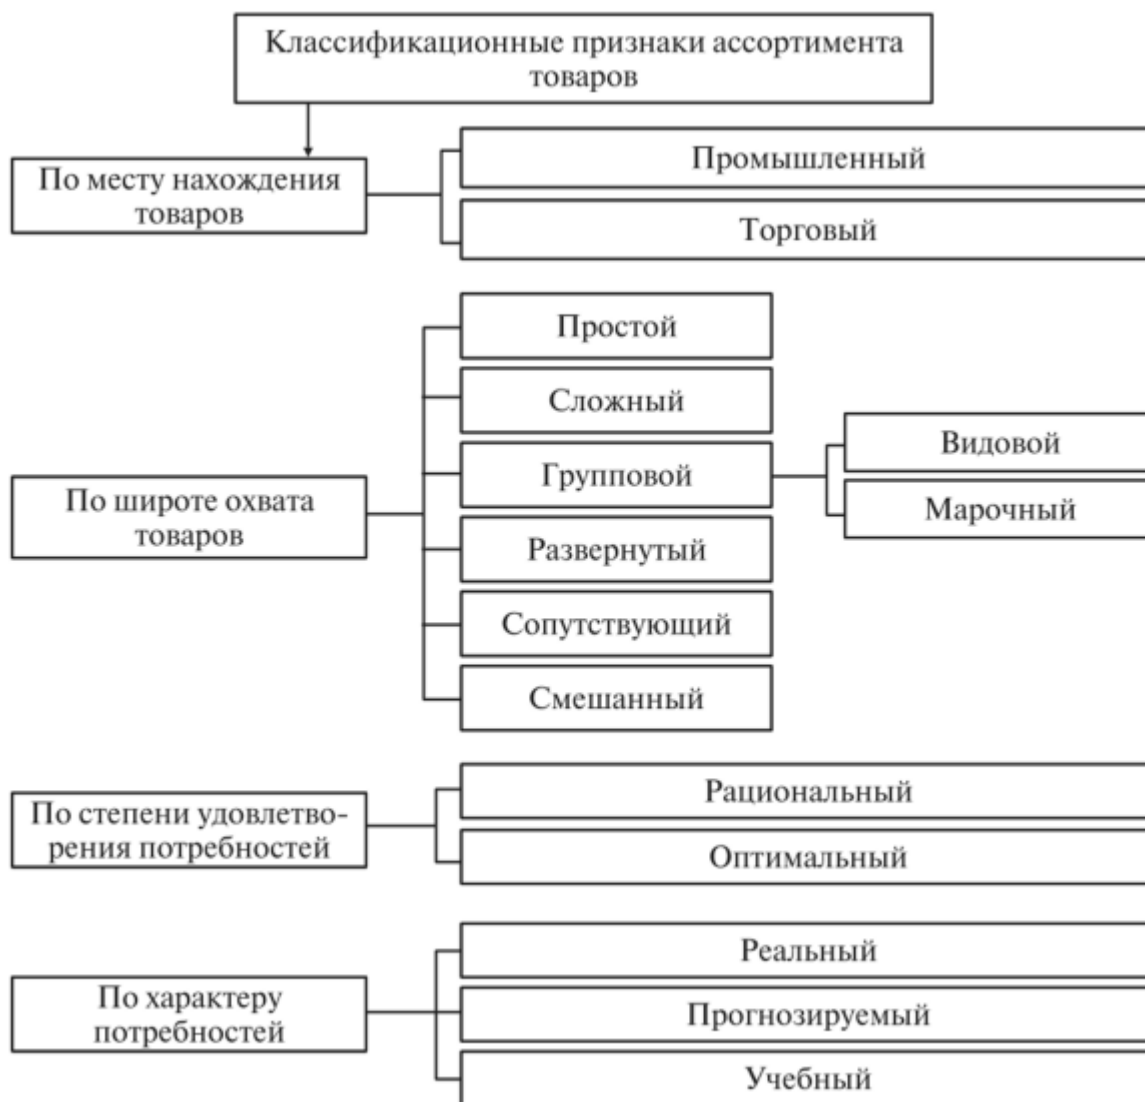 Классификационные признаки ассортимента
товаров
По месту нахождения
товаров
Промышленный
Торговый
По широте охвата
товаров
Простой
Сложный
Групповой
Видовой
Марочный
Развернутый
Сопутствующий
Смешанный
По степени удовлетво-
рения потребностей
Рациональный
Оптимальный
По характеру
потребностей
Реальный
Прогнозируемый
Учебный